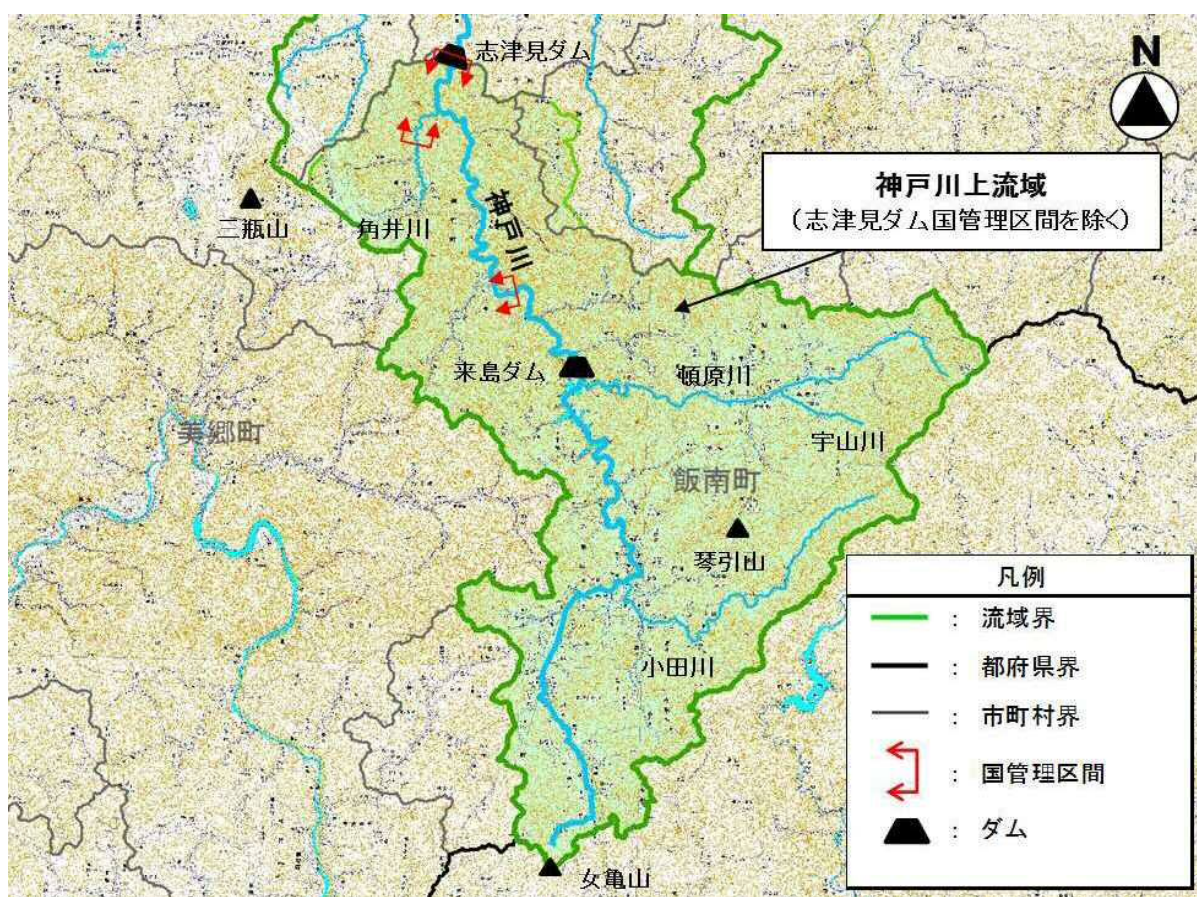 志津見ダム
N
神戸川上流域
(志津見ダム国管理区間を除く)
三瓶山
角井川
神戸川
来島ダム
頓原川
美郷町
宇山川
飯南町
琴引山
小田川
女亀山
凡例
: 流域界
: 都府県界
: 市町村界
: 国管理区間
: ダム